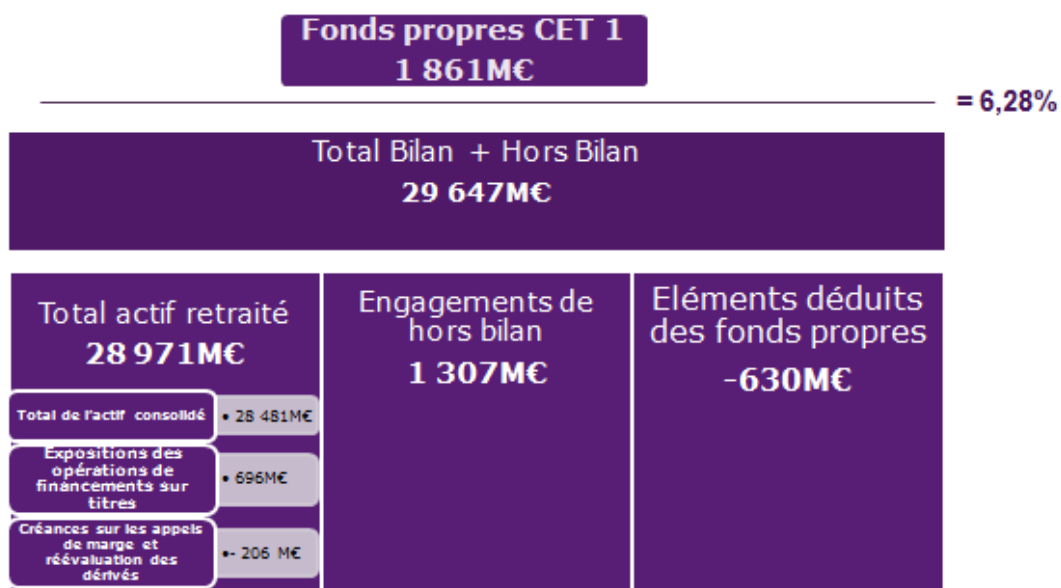 Fonds propres CET 1
1 861M€
= 6,28%
Total Bilan + Hors Bilan
29 647M€
Total actif retraité
28 971M€
Total de l'actif consolidé
• 28 481M€
Expositions des
opérations de
financements sur
titres
• 696M€
Créances sur les appels
de marge et
réévaluation des
dérivés
•- 206 M€
Engagements de
hors bilan
1 307M€
Eléments déduits
des fonds propres
-630M€